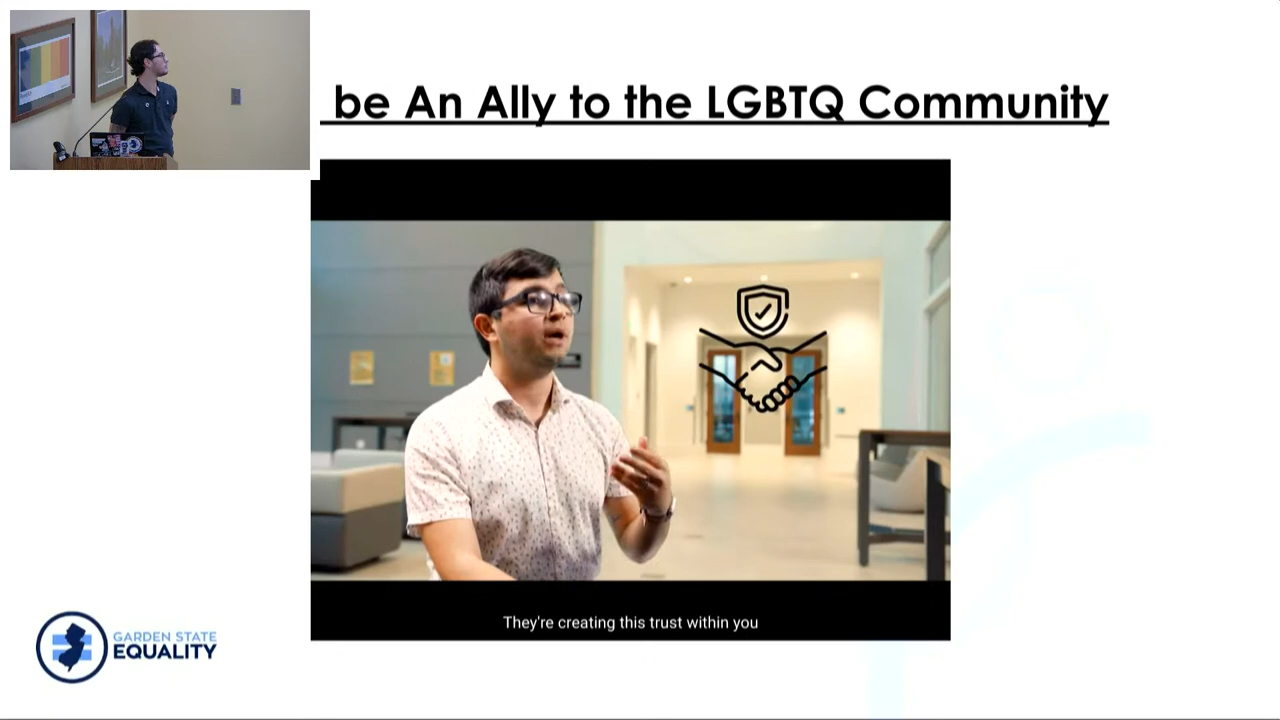 be An Ally to the LGBTQ Community
They're creating this trust within you
GARDEN STATE
EQUALITY